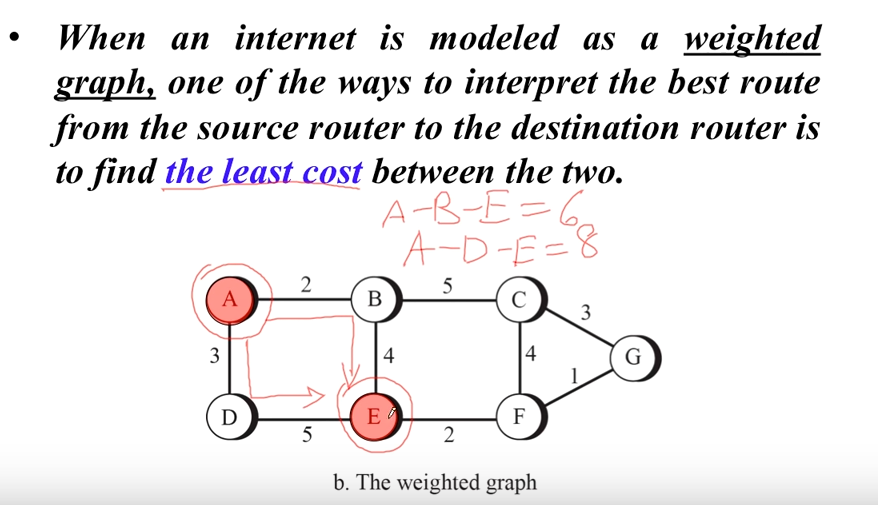 • When an internet is modeled as a weighted
graph, one of the ways to interpret the best route
from the source router to the destination router is
to find the least cost between the two.
A-B-E=6
A-D-E=8
A 2 B 5 C
3
3 4 4 G
1
D E F
5 2
b. The weighted graph